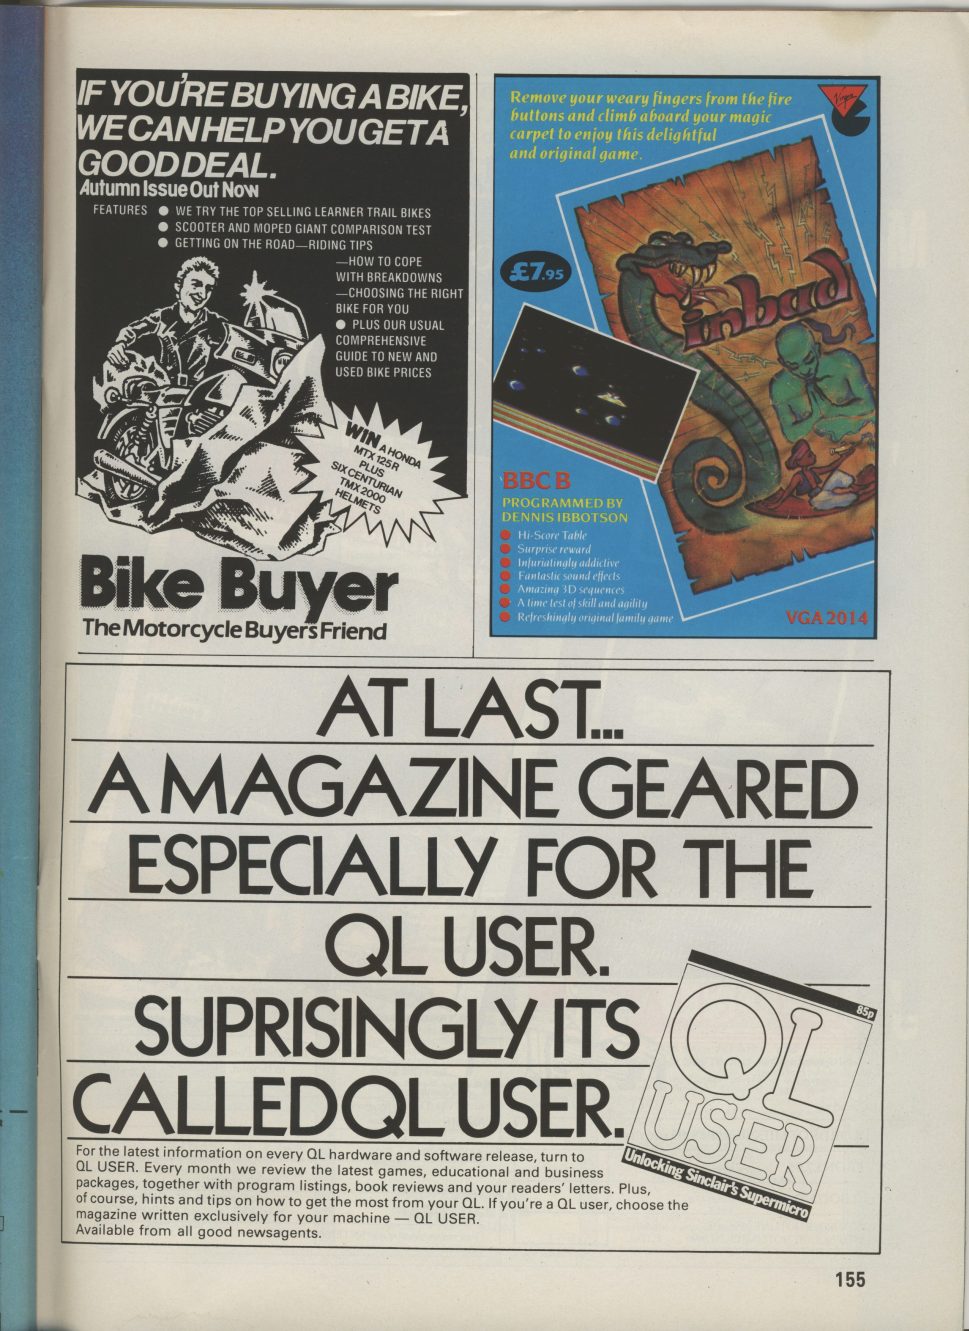 IF YOU'RE BUYING A BIKE,
WE CAN HELP YOU GET A
GOOD DEAL.
Autumn Issue Out Now
FEATURES ● WE TRY THE TOP SELLING LEARNER TRAIL BIKES
● SCOOTER AND MOPED GIANT COMPARISON TEST
● GETTING ON THE ROAD—RIDING TIPS
—HOW TO COPE
WITH BREAKDOWNS
—CHOOSING THE RIGHT
BIKE FOR YOU
● PLUS OUR USUAL
COMPREHENSIVE
GUIDE TO NEW AND
USED BIKE PRICES
WIN A HONDA
MTX 125R
PLUS
SIX CENTURIAN
TMX 2000
HELMETS
Bike Buyer
The Motorcycle Buyers Friend
Remove your weary fingers from the fire
buttons and climb aboard your magic
carpet to enjoy this delightful
and original game.
Virgin
£7.95
inbad
BBC B
PROGRAMMED BY
DENNIS IBBOTSON
● Hi-Score Table
● Surprise reward
● Infuriatingly addictive
● Fantastic sound effects
● Amazing 3D sequences
● A time test of skill and agility
● Refreshingly original family game
VGA 2014
AT LAST...
A MAGAZINE GEARED
ESPECIALLY FOR THE
QL USER.
SUPRISINGLY ITS
CALLED QL USER.
85p
QL
USER
Unlocking Sinclair's Supermicro
For the latest information on every QL hardware and software release, turn to
QL USER. Every month we review the latest games, educational and business
packages, together with program listings, book reviews and your readers' letters. Plus,
of course, hints and tips on how to get the most from your QL. If you're a QL user, choose the
magazine written exclusively for your machine — QL USER.
Available from all good newsagents.
155